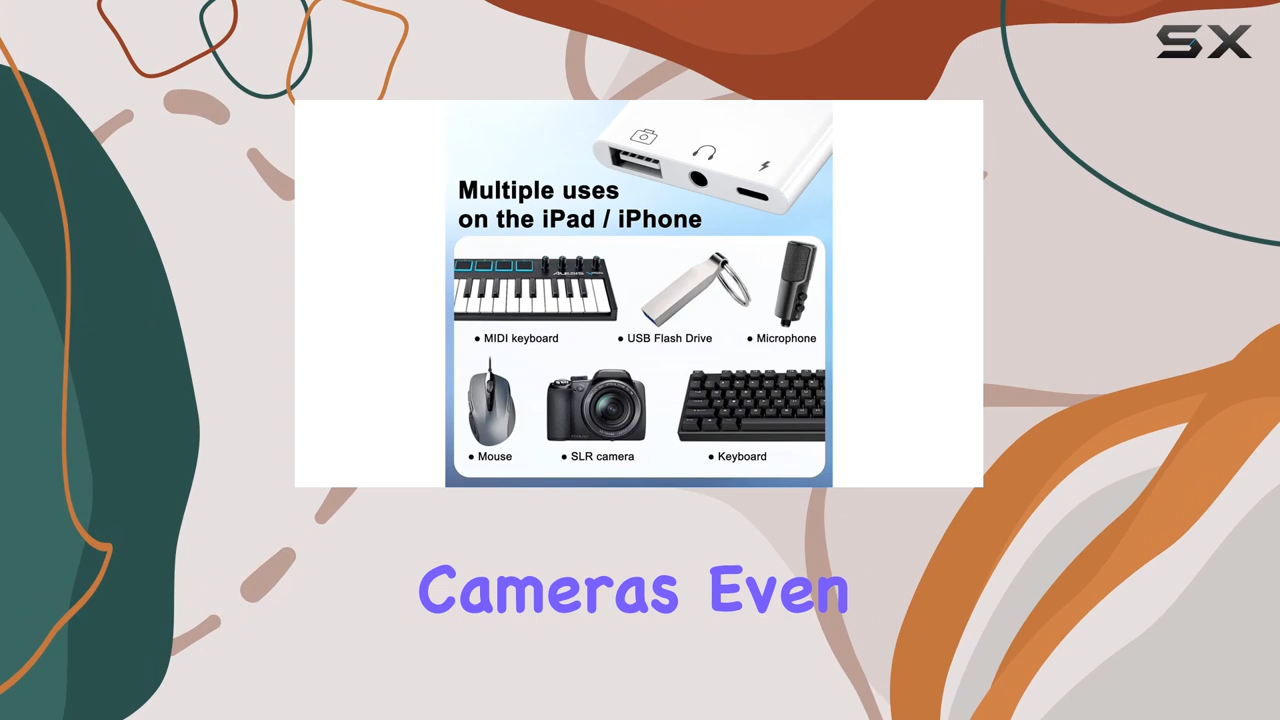 SX
Multiple uses
on the iPad / iPhone
ALESIS
● MIDI keyboard
● USB Flash Drive
● Microphone
● Mouse
● SLR camera
● Keyboard
Cameras Even